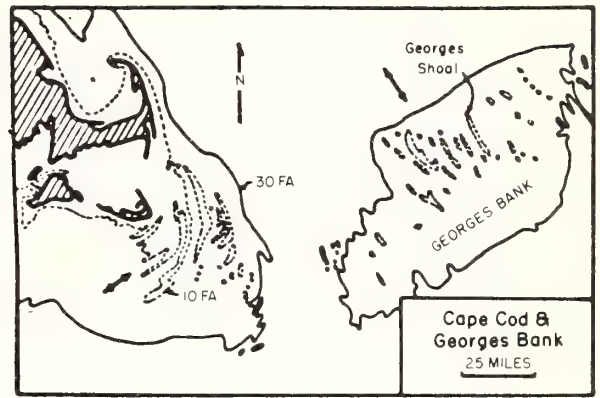 Georges
Shoal
N
30 FA
GEORGES BANK
10 FA
Cape Cod &
Georges Bank
25 MILES